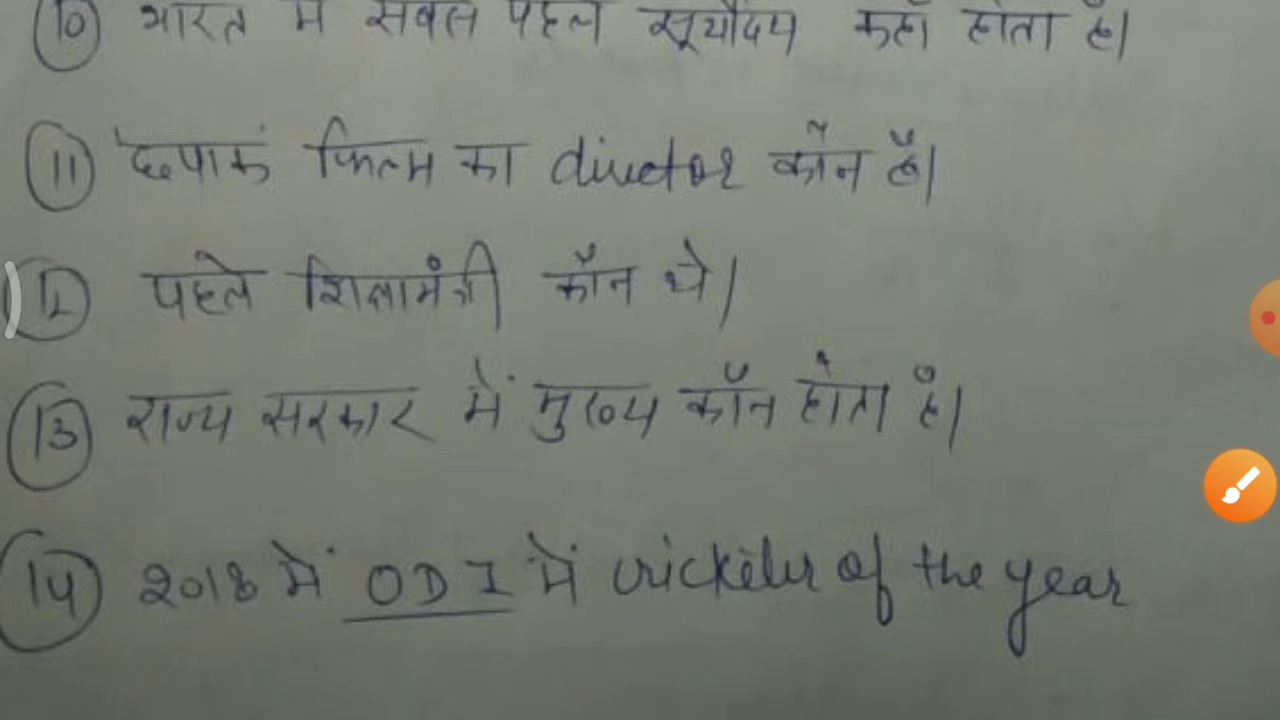 10 भारत में सबसे पहले सूर्योदय कहाँ होता है।
11 छपाक फिल्म का director कौन है।
12 पहले शिक्षामंत्री कौन थे।
13 राज्य सरकार में मुख्य कौन होता है।
14 2018 में ODI में cricketer of the year